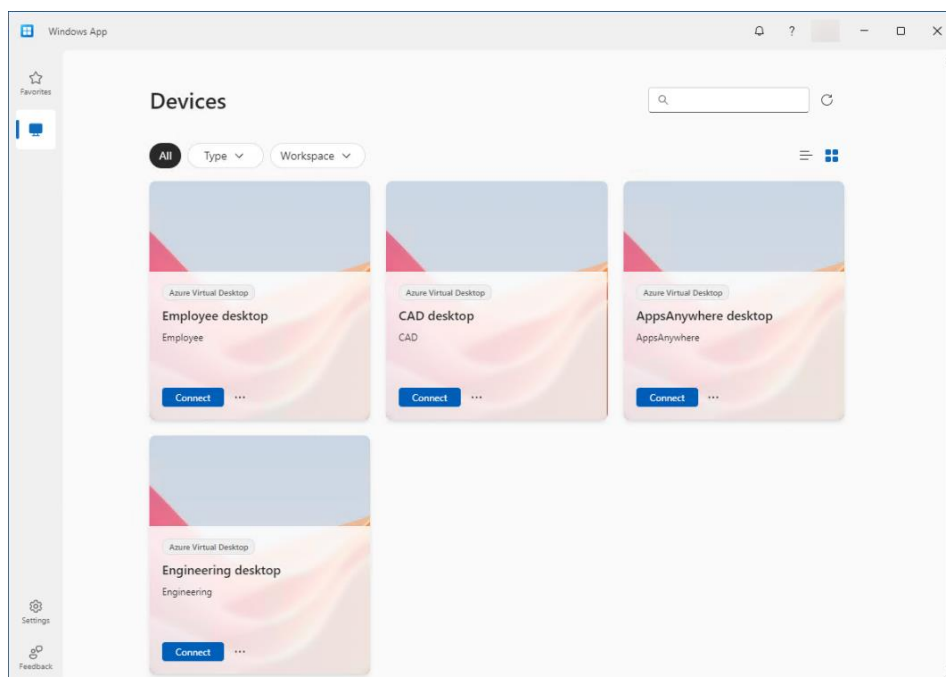 Windows App
?
Favorites
Devices
All
Type
Workspace
Azure Virtual Desktop
Employee desktop
Employee
Connect
Azure Virtual Desktop
CAD desktop
CAD
Connect
Azure Virtual Desktop
AppsAnywhere desktop
AppsAnywhere
Connect
Azure Virtual Desktop
Engineering desktop
Engineering
Connect
Settings
Feedback